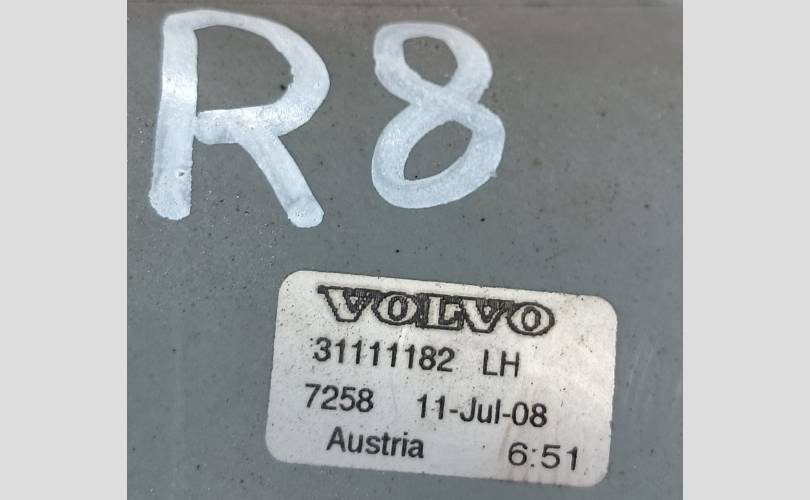 R8
VOLVO
31111182 LH
7258 11-Jul-08
Austria 6:51